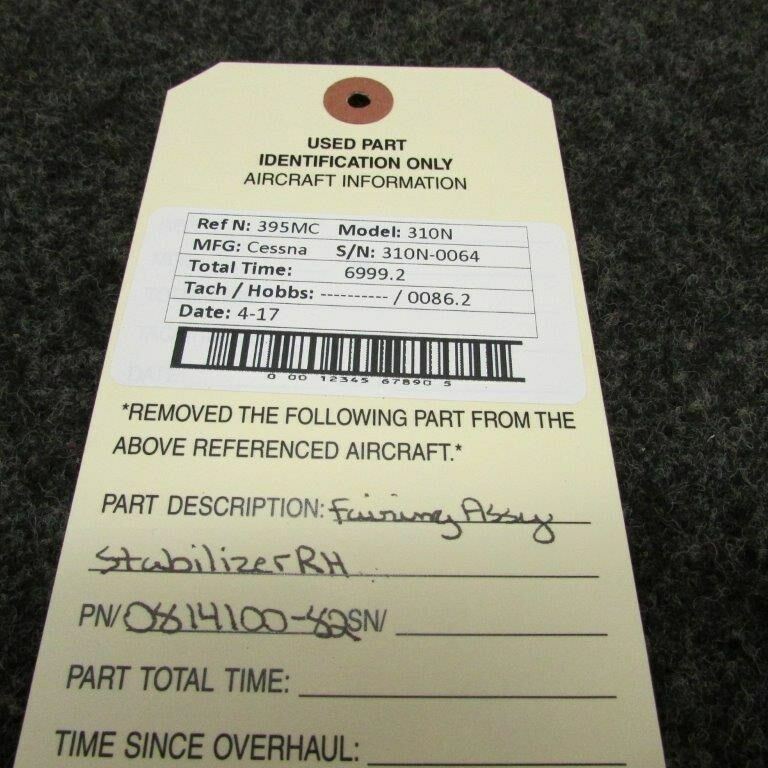 USED PART
IDENTIFICATION ONLY
AIRCRAFT INFORMATION
Ref N: 395MC Model: 310N
MFG: Cessna S/N: 310N-0064
Total Time: 6999.2
Tach / Hobbs: ---------- / 0086.2
Date: 4-17
0 00 12345 67890 5
*REMOVED THE FOLLOWING PART FROM THE
ABOVE REFERENCED AIRCRAFT.*
PART DESCRIPTION: Fairing Assy
Stabilizer RH
PN/ 0814100-82 SN/
PART TOTAL TIME:
TIME SINCE OVERHAUL: